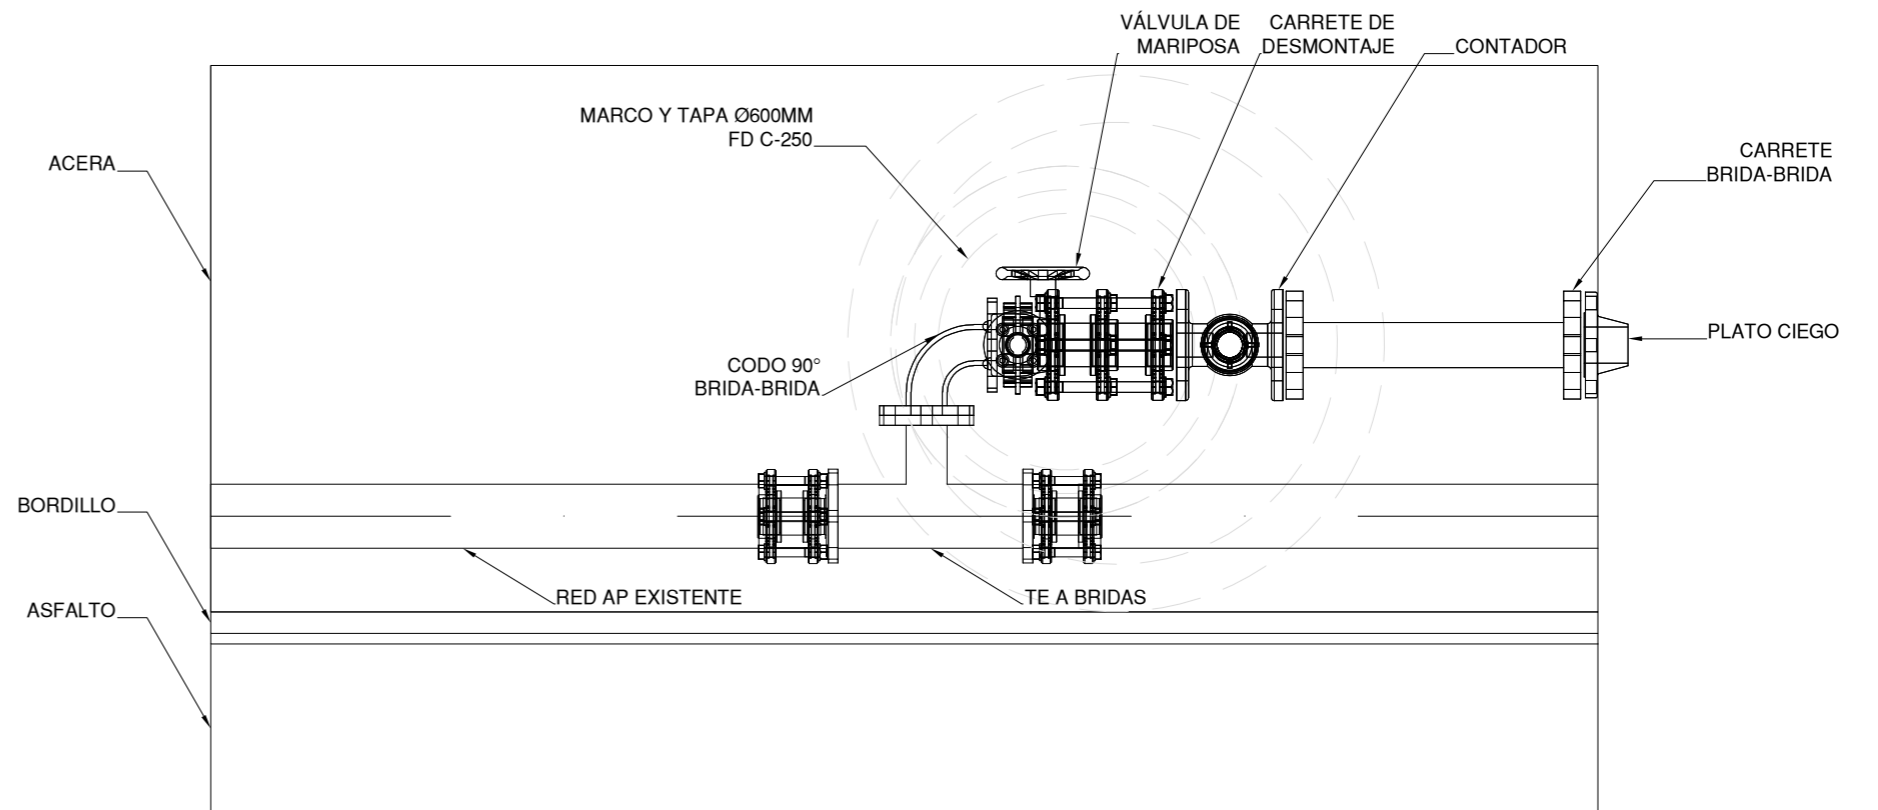 VÁLVULA DE
MARIPOSA
CARRETE DE
DESMONTAJE
CONTADOR
MARCO Y TAPA Ø600MM
FD C-250
ACERA
CARRETE
BRIDA-BRIDA
PLATO CIEGO
CODO 90°
BRIDA-BRIDA
BORDILLO
RED AP EXISTENTE
TE A BRIDAS
ASFALTO